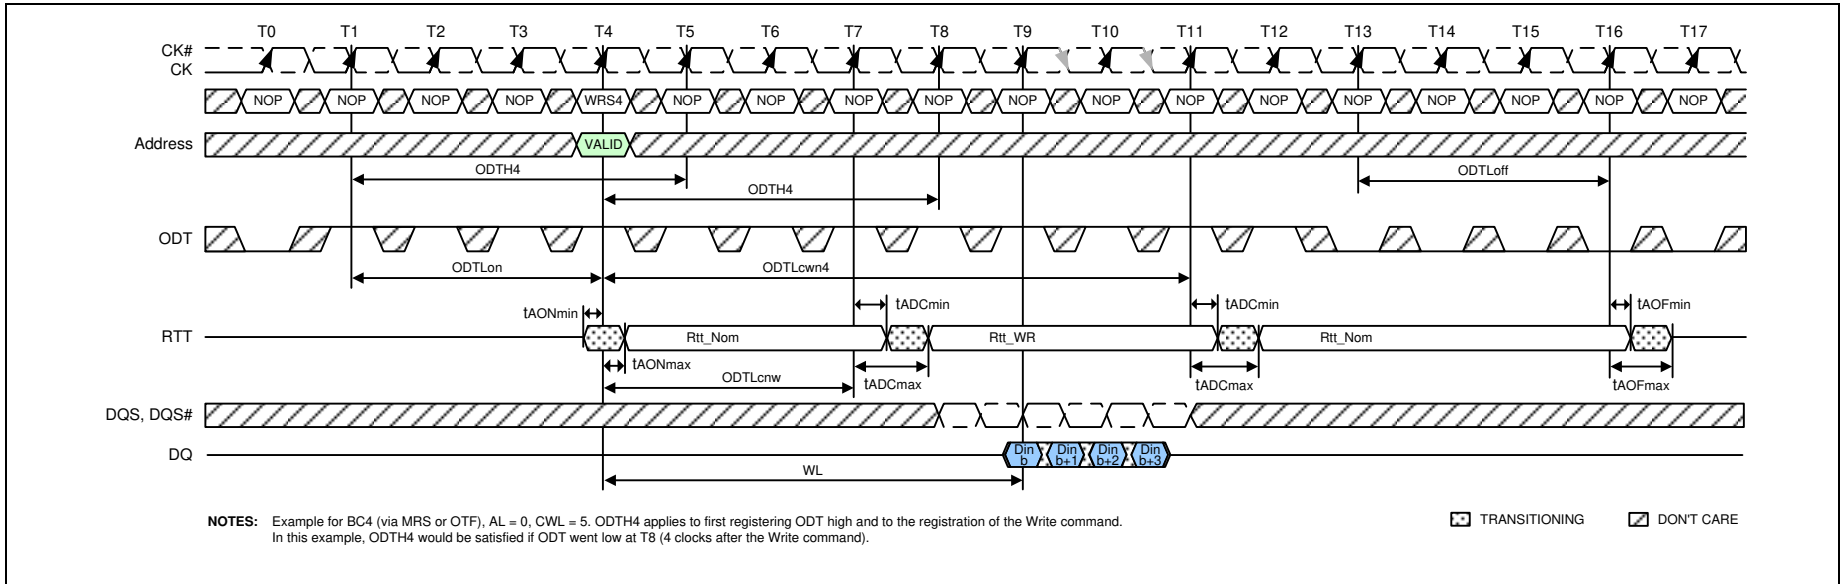 T0 T1 T2 T3 T4 T5 T6 T7 T8 T9 T10 T11 T12 T13 T14 T15 T16 T17
CK#
CK
NOP NOP NOP NOP WRS4 NOP NOP NOP NOP NOP NOP NOP NOP NOP NOP NOP NOP NOP
Address VALID
ODTH4 ODTLoff
ODTH4
ODT
ODTLon ODTLcwn4
tAONmin tADCmin tADCmin tAOFmin
RTT Rtt_Nom Rtt_WR Rtt_Nom
tAONmax
ODTLcnw tADCmax tADCmax tAOFmax
DQS, DQS#
DQ Din b Din b+1 Din b+2 Din b+3
WL
NOTES: Example for BC4 (via MRS or OTF), AL = 0, CWL = 5. ODTH4 applies to first registering ODT high and to the registration of the Write command.
In this example, ODTH4 would be satisfied if ODT went low at T8 (4 clocks after the Write command).
TRANSITIONING DON'T CARE